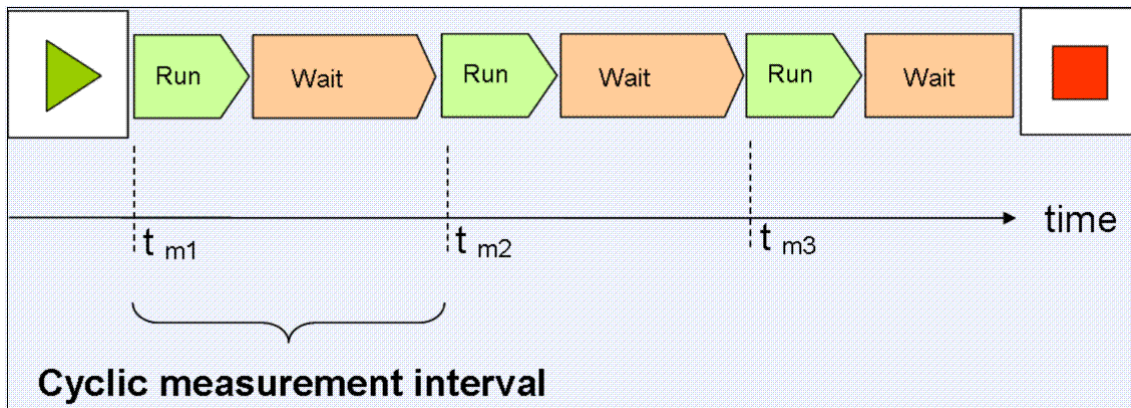 Run Wait Run Wait Run Wait
time
t m1 t m2 t m3
Cyclic measurement interval